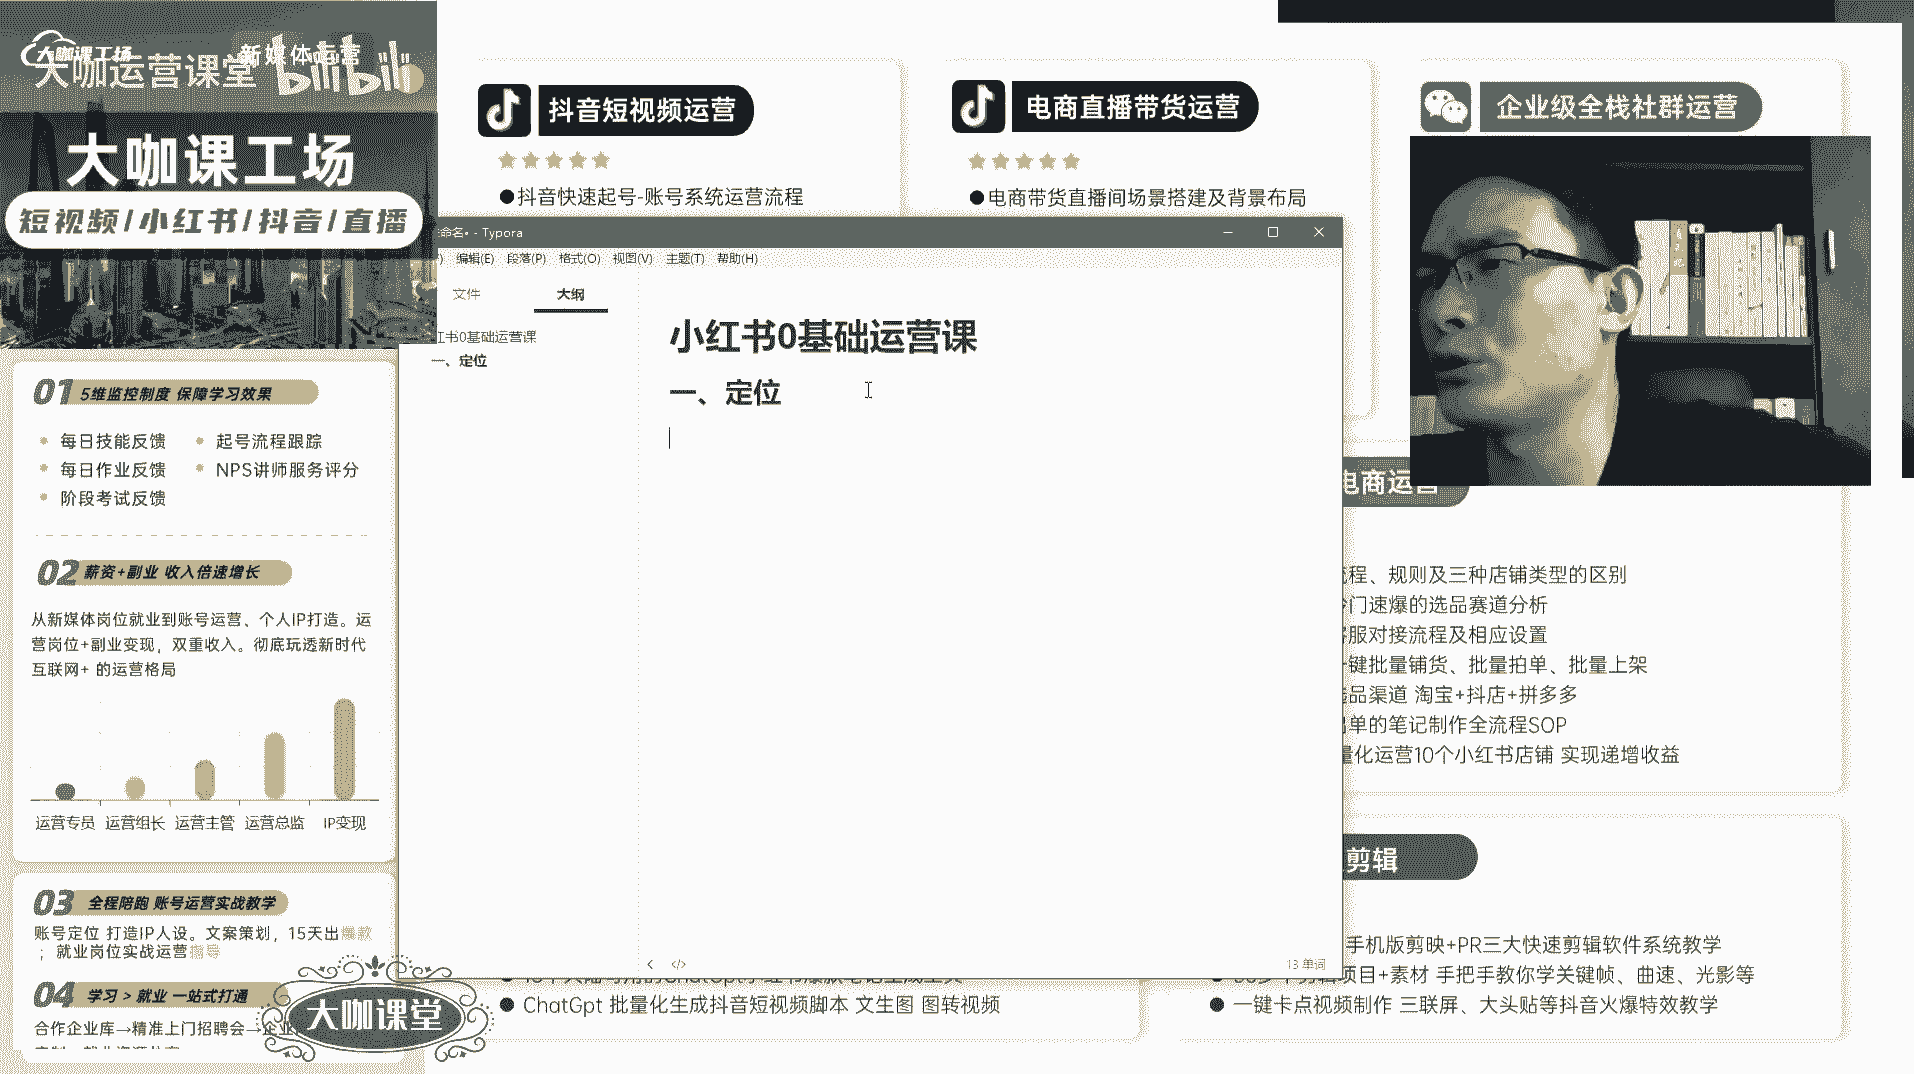 大咖课工场
新媒体运营
大咖运营课堂 bilibili
大咖课工场
短视频/小红书/抖音/直播
01 5维监控制度 保障学习效果
每日技能反馈
起号流程跟踪
每日作业反馈
NPS讲师服务评分
阶段考试反馈
02 薪资+副业 收入倍速增长
从新媒体岗位就业到账号运营、个人IP打造。运
营岗位+副业变现，双重收入。彻底玩透新时代
互联网+ 的运营格局
运营专员 运营组长 运营主管 运营总监 IP变现
03 全程陪跑 账号运营实战教学
账号定位 打造IP人设。文案策划，15天出爆款
；就业岗位实战运营指导
04 学习 > 就业 一站式打通
合作企业库→精准上门招聘会→企业
大咖课堂
抖音短视频运营
●抖音快速起号-账号系统运营流程
电商直播带货运营
●电商带货直播间场景搭建及背景布局
企业级全栈社群运营
命名• - Typora
编辑(E) 段落(P) 格式(O) 视图(V) 主题(T) 帮助(H)
文件 大纲
红书0基础运营课
一、定位
小红书0基础运营课
一、定位
13 单词
电商运营
流程、规则及三种店铺类型的区别
冷门速爆的选品赛道分析
客服对接流程及相应设置
一键批量铺货、批量拍单、批量上架
选品渠道 淘宝+抖店+拼多多
出单的笔记制作全流程SOP
量化运营10个小红书店铺 实现递增收益
剪辑
手机版剪映+PR三大快速剪辑软件系统教学
项目+素材 手把手教你学关键帧、曲速、光影等
● 一键卡点视频制作 三联屏、大头贴等抖音火爆特效教学
● ChatGpt 批量化生成抖音短视频脚本 文生图 图转视频